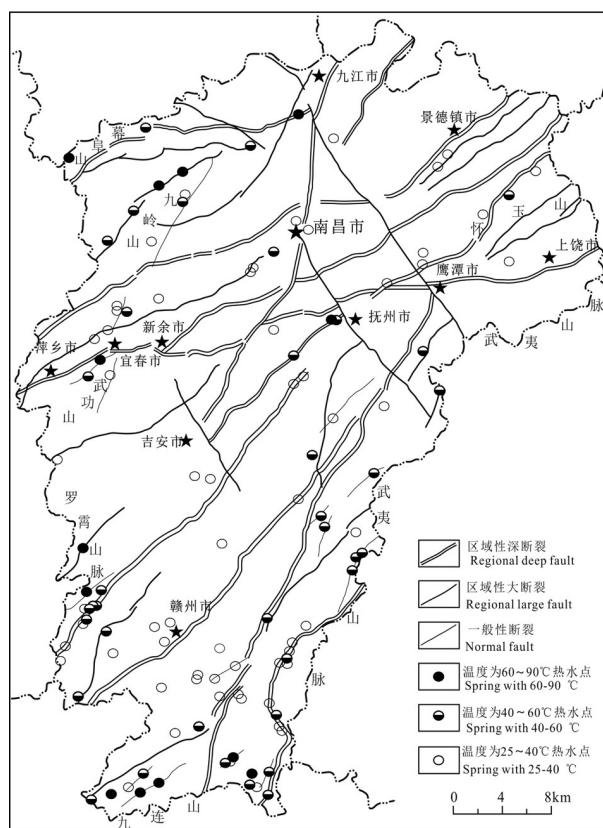 九江市
景德镇市
幕
阜
山
九
岭
山
南昌市
怀
玉
山
上饶市
鹰潭市
抚州市
武
夷
山
脉
新余市
萍乡市
宜春市
武
功
山
吉安市
罗
霄
山
脉
武
夷
山
脉
赣州市
九
连
山
区域性深断裂
Regional deep fault
区域性大断裂
Regional large fault
一般性断裂
Normal fault
温度为60~90℃热水点
Spring with 60-90 ℃
温度为40~60℃热水点
Spring with 40-60 ℃
温度为25~40℃热水点
Spring with 25-40 ℃
0 4 8km